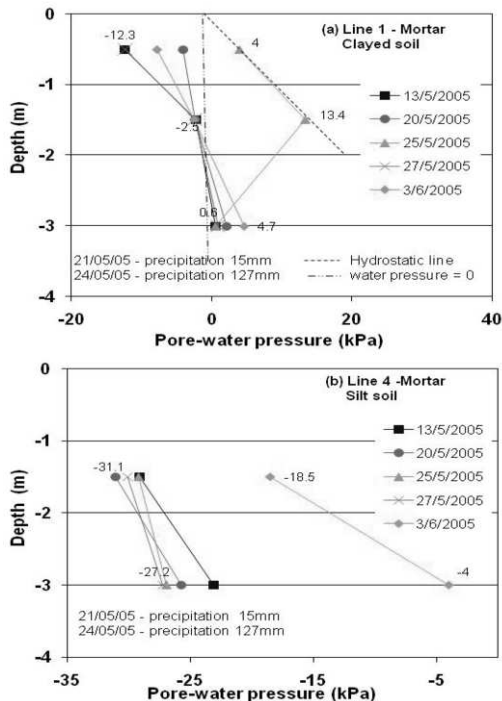 0
-1
-2
-3
-4
Depth (m)
-12.3
4
13.4
-2.5
0.6
4.7
(a) Line 1 - Mortar
Clayed soil
13/5/2005
20/5/2005
25/5/2005
27/5/2005
3/6/2005
21/05/05 - precipitation 15mm
24/05/05 - precipitation 127mm
Hydrostatic line
water pressure = 0
-20
0
20
40
Pore-water pressure (kPa)
0
-1
-2
-3
-4
Depth (m)
(b) Line 4 -Mortar
Silt soil
13/5/2005
20/5/2005
25/5/2005
27/5/2005
3/6/2005
-31.1
-18.5
-27.2
-4
21/05/05 - precipitation 15mm
24/05/05 - precipitation 127mm
-35
-25
-15
-5
Pore-water pressure (kPa)